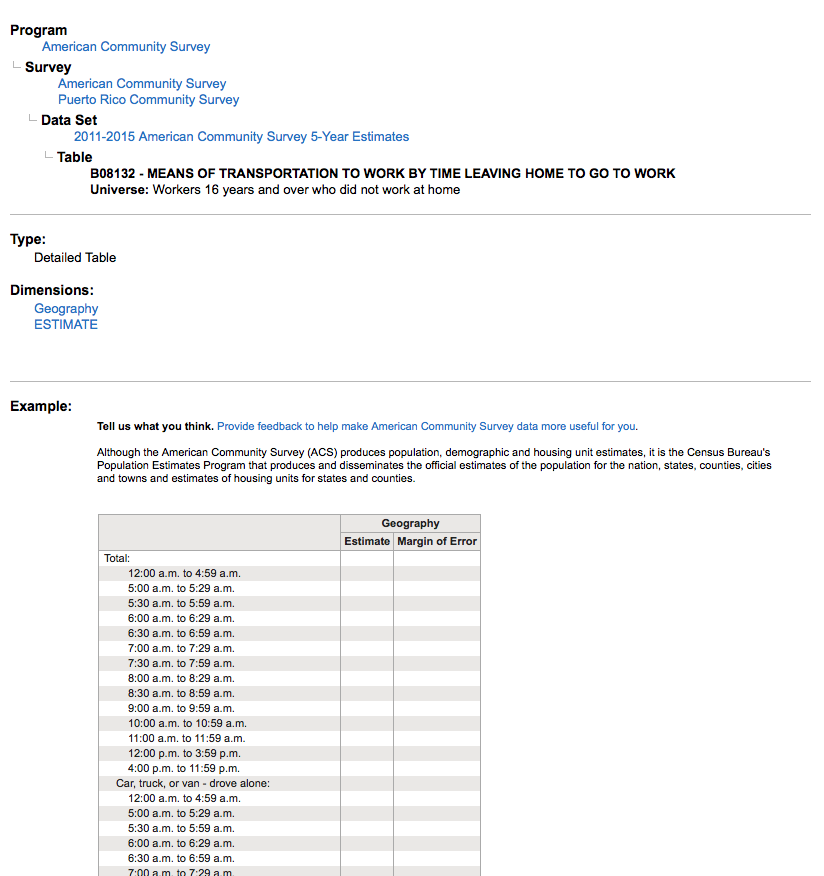 Program
American Community Survey
Survey
American Community Survey
Puerto Rico Community Survey
Data Set
2011-2015 American Community Survey 5-Year Estimates
Table
B08132 - MEANS OF TRANSPORTATION TO WORK BY TIME LEAVING HOME TO GO TO WORK
Universe: Workers 16 years and over who did not work at home
Type:
Detailed Table
Dimensions:
Geography
ESTIMATE
Example:
Tell us what you think. Provide feedback to help make American Community Survey data more useful for you.
Although the American Community Survey (ACS) produces population, demographic and housing unit estimates, it is the Census Bureau's
Population Estimates Program that produces and disseminates the official estimates of the population for the nation, states, counties, cities
and towns and estimates of housing units for states and counties.
Geography
Estimate Margin of Error
Total:
12:00 a.m. to 4:59 a.m.
5:00 a.m. to 5:29 a.m.
5:30 a.m. to 5:59 a.m.
6:00 a.m. to 6:29 a.m.
6:30 a.m. to 6:59 a.m.
7:00 a.m. to 7:29 a.m.
7:30 a.m. to 7:59 a.m.
8:00 a.m. to 8:29 a.m.
8:30 a.m. to 8:59 a.m.
9:00 a.m. to 9:59 a.m.
10:00 a.m. to 10:59 a.m.
11:00 a.m. to 11:59 a.m.
12:00 p.m. to 3:59 p.m.
4:00 p.m. to 11:59 p.m.
Car, truck, or van - drove alone:
12:00 a.m. to 4:59 a.m.
5:00 a.m. to 5:29 a.m.
5:30 a.m. to 5:59 a.m.
6:00 a.m. to 6:29 a.m.
6:30 a.m. to 6:59 a.m.
7:00 a.m. to 7:29 a.m.